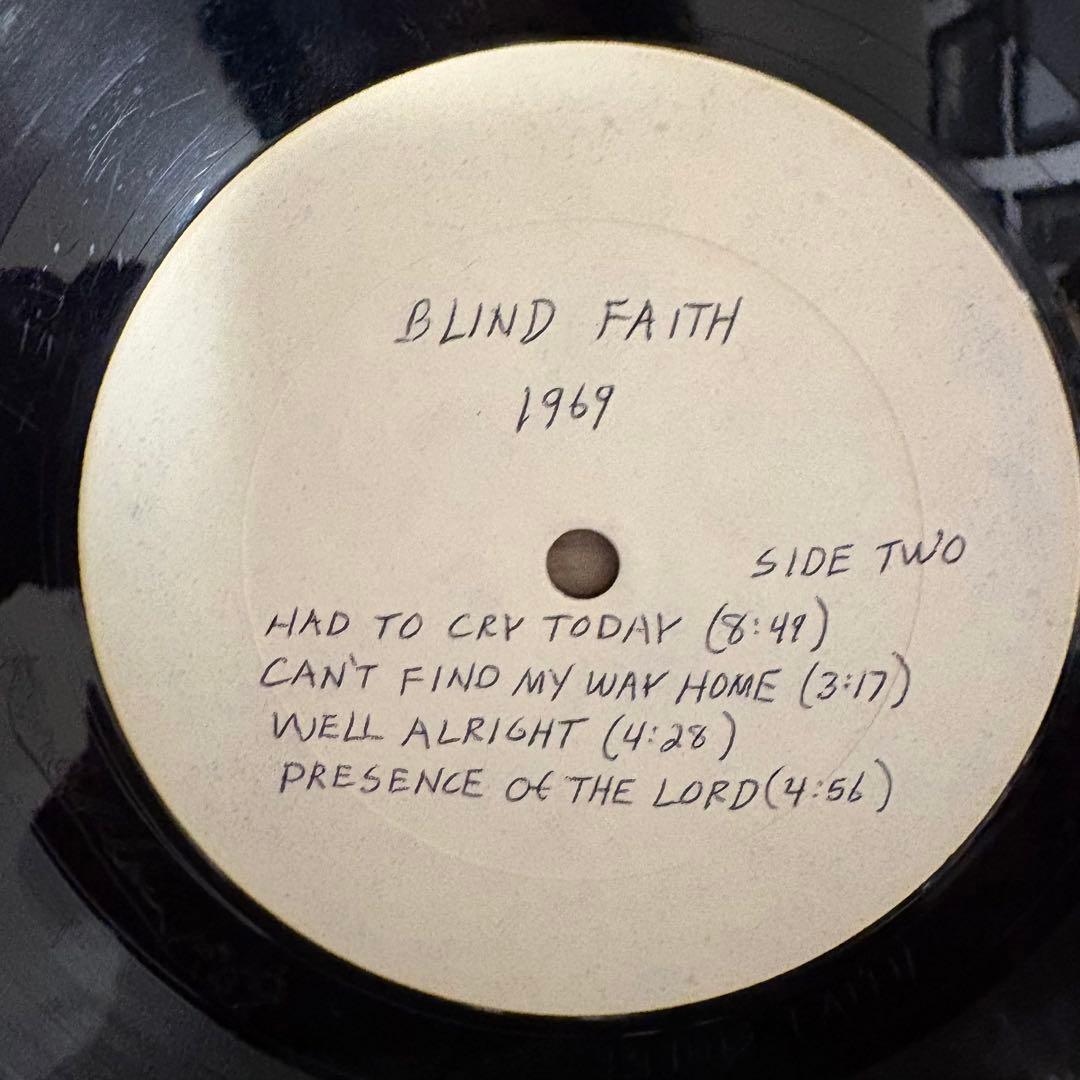 BLIND FAITH
1969
SIDE TWO
HAD TO CRY TODAY (8:49)
CAN'T FIND MY WAY HOME (3:17)
WELL ALRIGHT (4:28)
PRESENCE Of THE LORD (4:56)
FAITH